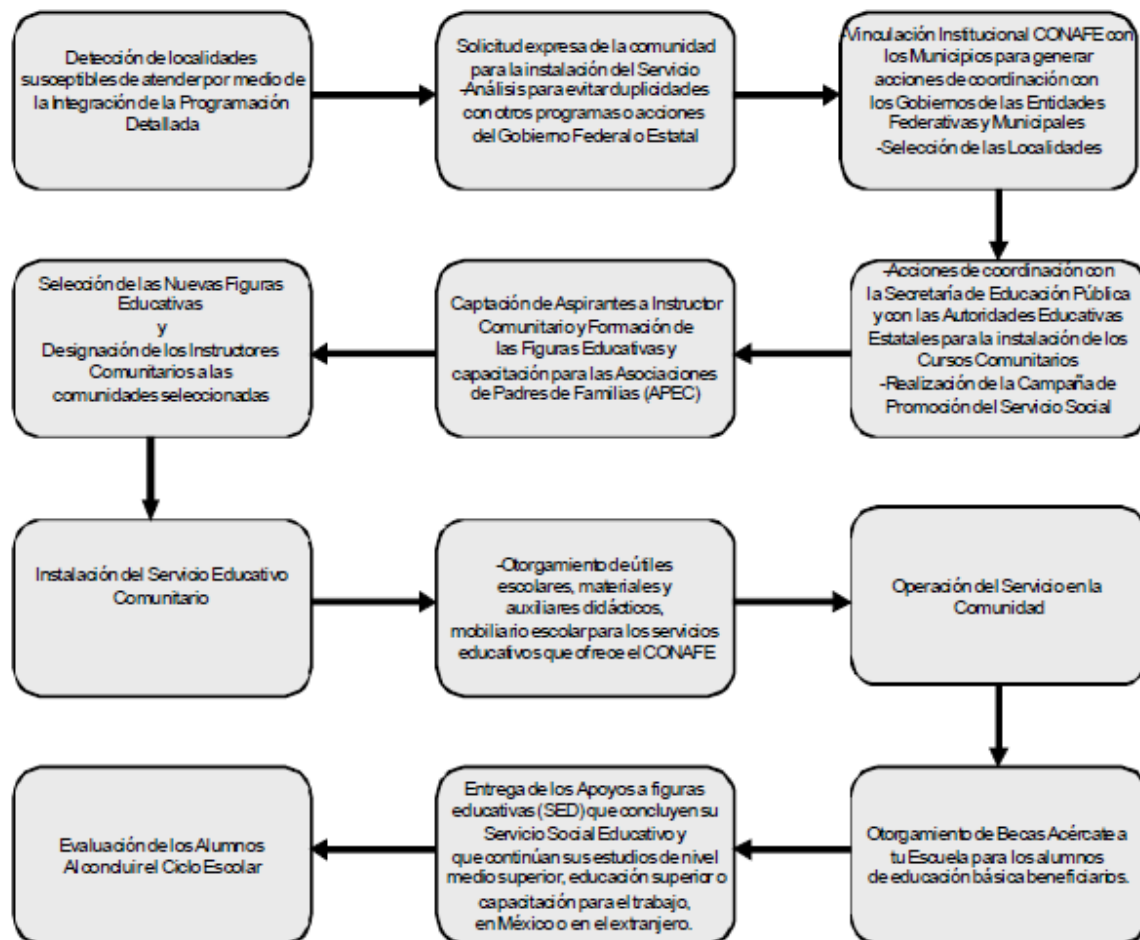 Detección de localidades
susceptibles de atender por medio de
la Integración de la Programación
Detallada
Solicitud expresa de la comunidad
para la instalación del Servicio
-Análisis para evitar duplicidades
con otros programas o acciones
del Gobierno Federal o Estatal
-Vinculación Institucional CONAFE con
los Municipios para generar
acciones de coordinación con
los Gobiernos de las Entidades
Federativas y Municipales
-Selección de las Localidades
-Acciones de coordinación con
la Secretaría de Educación Pública
y con las Autoridades Educativas
Estatales para la instalación de los
Cursos Comunitarios
-Realización de la Campaña de
Promoción del Servicio Social
Captación de Aspirantes a Instructor
Comunitario y Formación de
las Figuras Educativas y
capacitación para las Asociaciones
de Padres de Familias (APEC)
Selección de las Nuevas Figuras
Educativas
y
Designación de los Instructores
Comunitarios a las
comunidades seleccionadas
Instalación del Servicio Educativo
Comunitario
-Otorgamiento de útiles
escolares, materiales y
auxiliares didácticos,
mobiliario escolar para los servicios
educativos que ofrece el CONAFE
Operación del Servicio en la
Comunidad
Otorgamiento de Becas Acércate a
tu Escuela para los alumnos
de educación básica beneficiarios.
Entrega de los Apoyos a figuras
educativas (SED) que concluyen su
Servicio Social Educativo y
que continúan sus estudios de nivel
medio superior, educación superior o
capacitación para el trabajo,
en México o en el extranjero.
Evaluación de los Alumnos
Al concluir el Ciclo Escolar